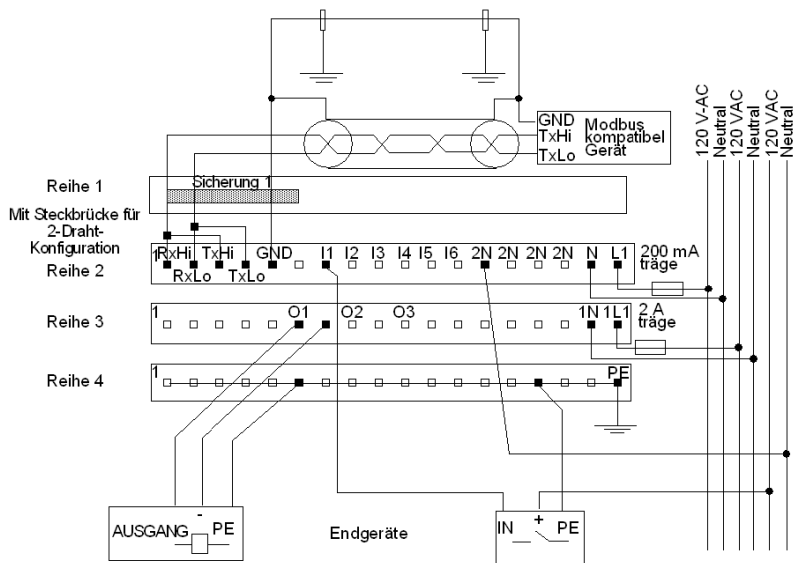 GND
TxHi
TxLo
Modbus
kompatibel
Gerät
120 V-AC
Neutral
120 VAC
Neutral
120 VAC
Neutral
Reihe 1
Sicherung 1
Mit Steckbrücke für
2-Draht-
Konfiguration
Reihe 2
1 RxHi TxHi GND I1 I2 I3 I4 I5 I6 2N 2N 2N 2N N L1
RxLo TxLo
200 mA
träge
Reihe 3
1 O1 O2 O3 1N 1L1
2 A
träge
Reihe 4
1 PE
AUSGANG - PE
Endgeräte
IN + PE